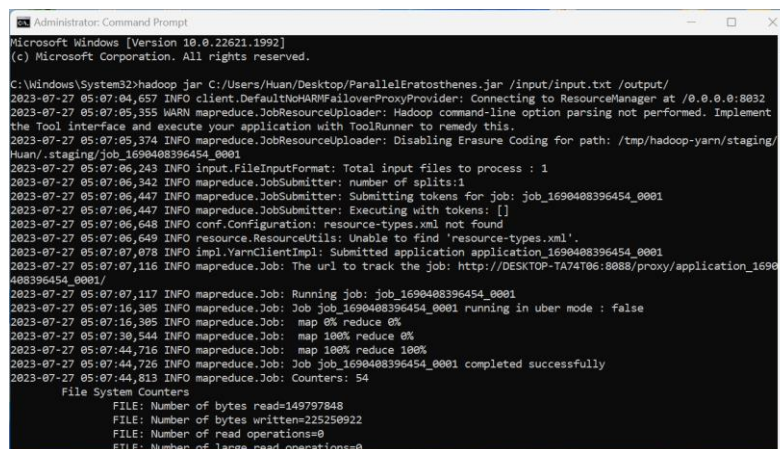 Administrator: Command Prompt
Microsoft Windows [Version 10.0.22621.1992]
(c) Microsoft Corporation. All rights reserved.
C:\Windows\System32>hadoop jar C:/Users/Huan/Desktop/ParallelEratosthenes.jar /input/input.txt /output/
2023-07-27 05:07:04,657 INFO client.DefaultNoHARMFailoverProxyProvider: Connecting to ResourceManager at /0.0.0.0:8032
2023-07-27 05:07:05,355 WARN mapreduce.JobResourceUploader: Hadoop command-line option parsing not performed. Implement
the Tool interface and execute your application with ToolRunner to remedy this.
2023-07-27 05:07:05,374 INFO mapreduce.JobResourceUploader: Disabling Erasure Coding for path: /tmp/hadoop-yarn/staging/
Huan/.staging/job_1690408396454_0001
2023-07-27 05:07:06,243 INFO input.FileInputFormat: Total input files to process : 1
2023-07-27 05:07:06,342 INFO mapreduce.JobSubmitter: number of splits:1
2023-07-27 05:07:06,447 INFO mapreduce.JobSubmitter: Submitting tokens for job: job_1690408396454_0001
2023-07-27 05:07:06,447 INFO mapreduce.JobSubmitter: Executing with tokens: []
2023-07-27 05:07:06,648 INFO conf.Configuration: resource-types.xml not found
2023-07-27 05:07:06,649 INFO resource.ResourceUtils: Unable to find 'resource-types.xml'.
2023-07-27 05:07:07,078 INFO impl.YarnClientImpl: Submitted application application_1690408396454_0001
2023-07-27 05:07:07,116 INFO mapreduce.Job: The url to track the job: http://DESKTOP-TA74T06:8088/proxy/application_1690
408396454_0001/
2023-07-27 05:07:07,117 INFO mapreduce.Job: Running job: job_1690408396454_0001
2023-07-27 05:07:16,305 INFO mapreduce.Job: Job job_1690408396454_0001 running in uber mode : false
2023-07-27 05:07:16,305 INFO mapreduce.Job:  map 0% reduce 0%
2023-07-27 05:07:30,544 INFO mapreduce.Job:  map 100% reduce 0%
2023-07-27 05:07:44,716 INFO mapreduce.Job:  map 100% reduce 100%
2023-07-27 05:07:44,726 INFO mapreduce.Job: Job job_1690408396454_0001 completed successfully
2023-07-27 05:07:44,813 INFO mapreduce.Job: Counters: 54
File System Counters
FILE: Number of bytes read=149797848
FILE: Number of bytes written=225250922
FILE: Number of read operations=0
FILE: Number of large read operations=0